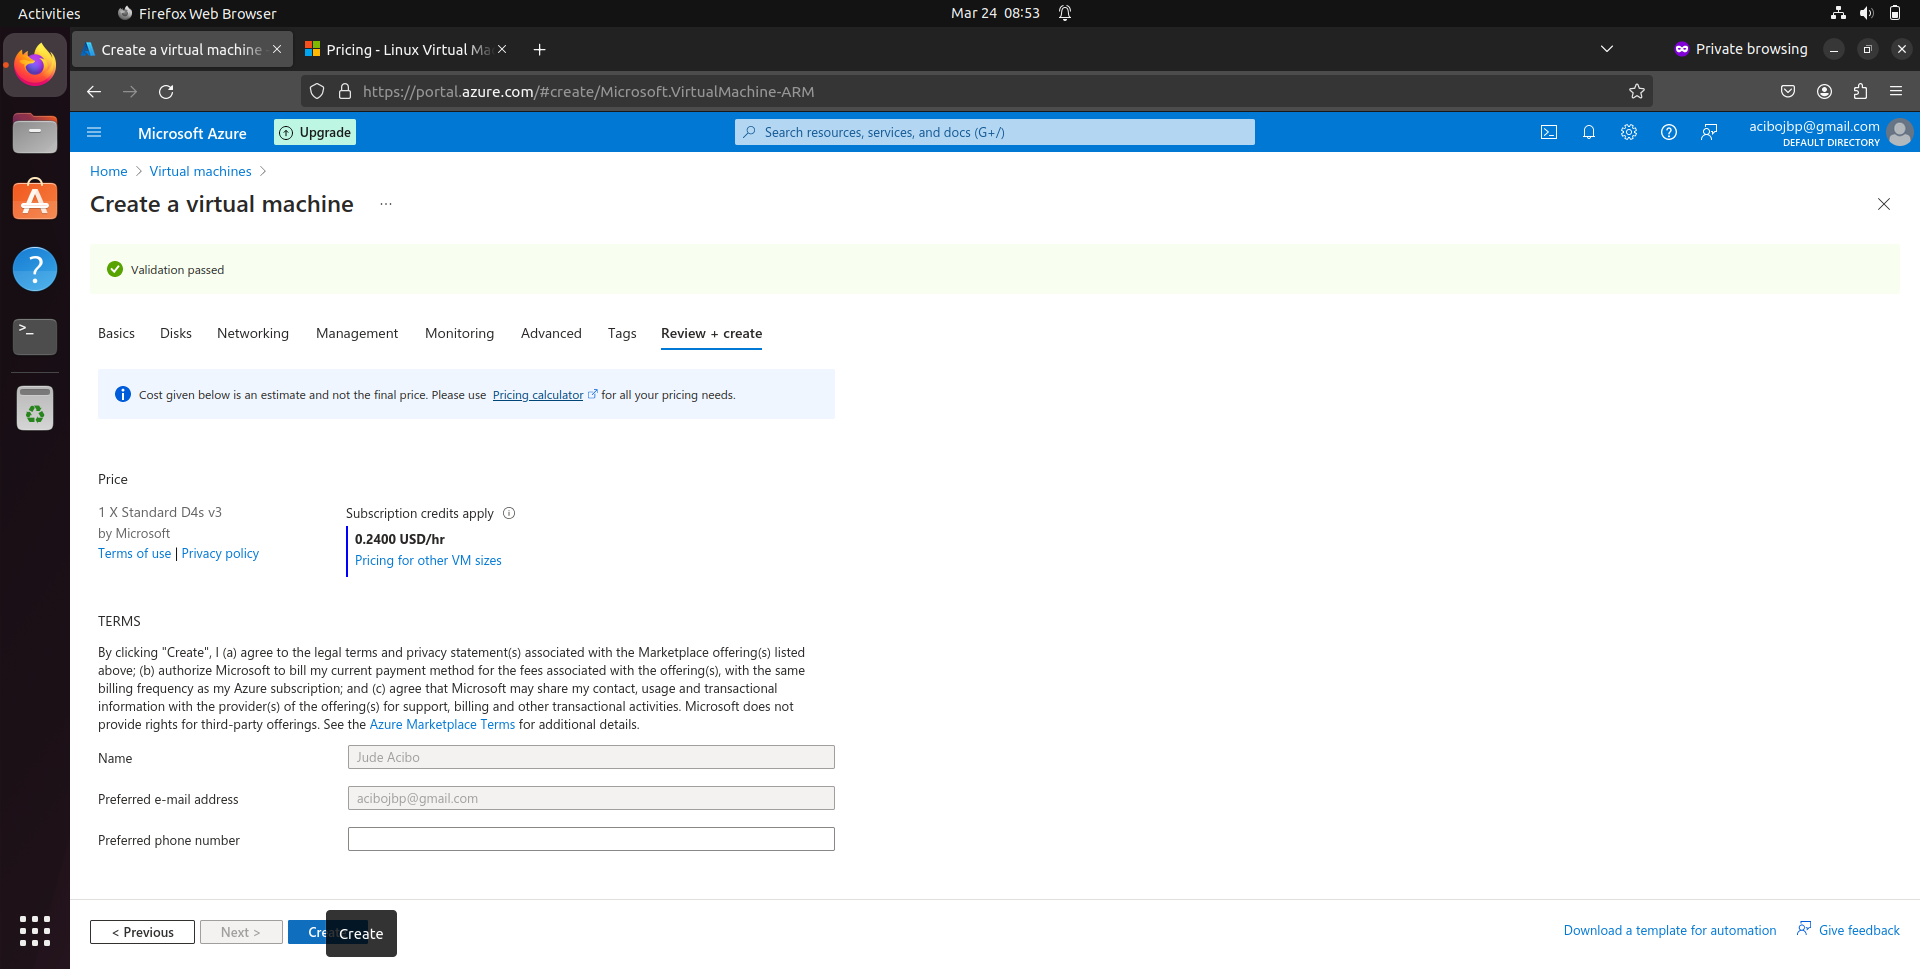 Activities
Firefox Web Browser
Mar 24 08:53
Create a virtual machine
Pricing - Linux Virtual Ma
Private browsing
https://portal.azure.com/#create/Microsoft.VirtualMachine-ARM
Microsoft Azure
Upgrade
Search resources, services, and docs (G+/)
acibojbp@gmail.com
DEFAULT DIRECTORY
Home > Virtual machines >
Create a virtual machine ...
Validation passed
Basics
Disks
Networking
Management
Monitoring
Advanced
Tags
Review + create
Cost given below is an estimate and not the final price. Please use Pricing calculator for all your pricing needs.
Price
1 X Standard D4s v3
by Microsoft
Terms of use | Privacy policy
Subscription credits apply
0.2400 USD/hr
Pricing for other VM sizes
TERMS
By clicking "Create", I (a) agree to the legal terms and privacy statement(s) associated with the Marketplace offering(s) listed
above; (b) authorize Microsoft to bill my current payment method for the fees associated with the offering(s), with the same
billing frequency as my Azure subscription; and (c) agree that Microsoft may share my contact, usage and transactional
information with the provider(s) of the offering(s) for support, billing and other transactional activities. Microsoft does not
provide rights for third-party offerings. See the Azure Marketplace Terms for additional details.
Name
Jude Acibo
Preferred e-mail address
acibojbp@gmail.com
Preferred phone number
< Previous
Next >
Create
Create
Download a template for automation
Give feedback